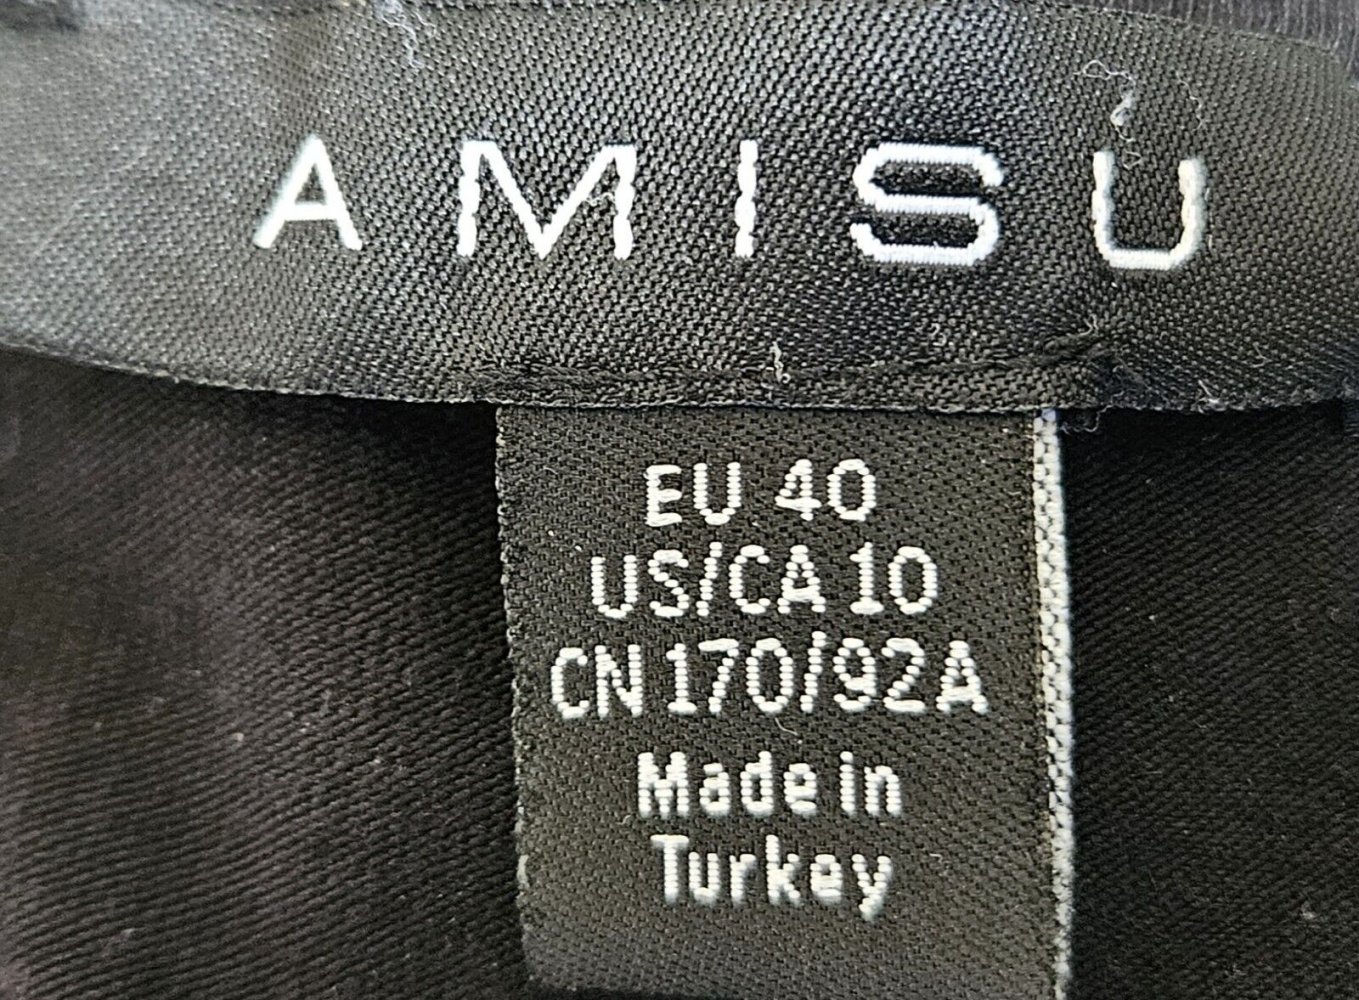 AMISU
EU 40
US/CA 10
CN 170/92A
Made in
Turkey